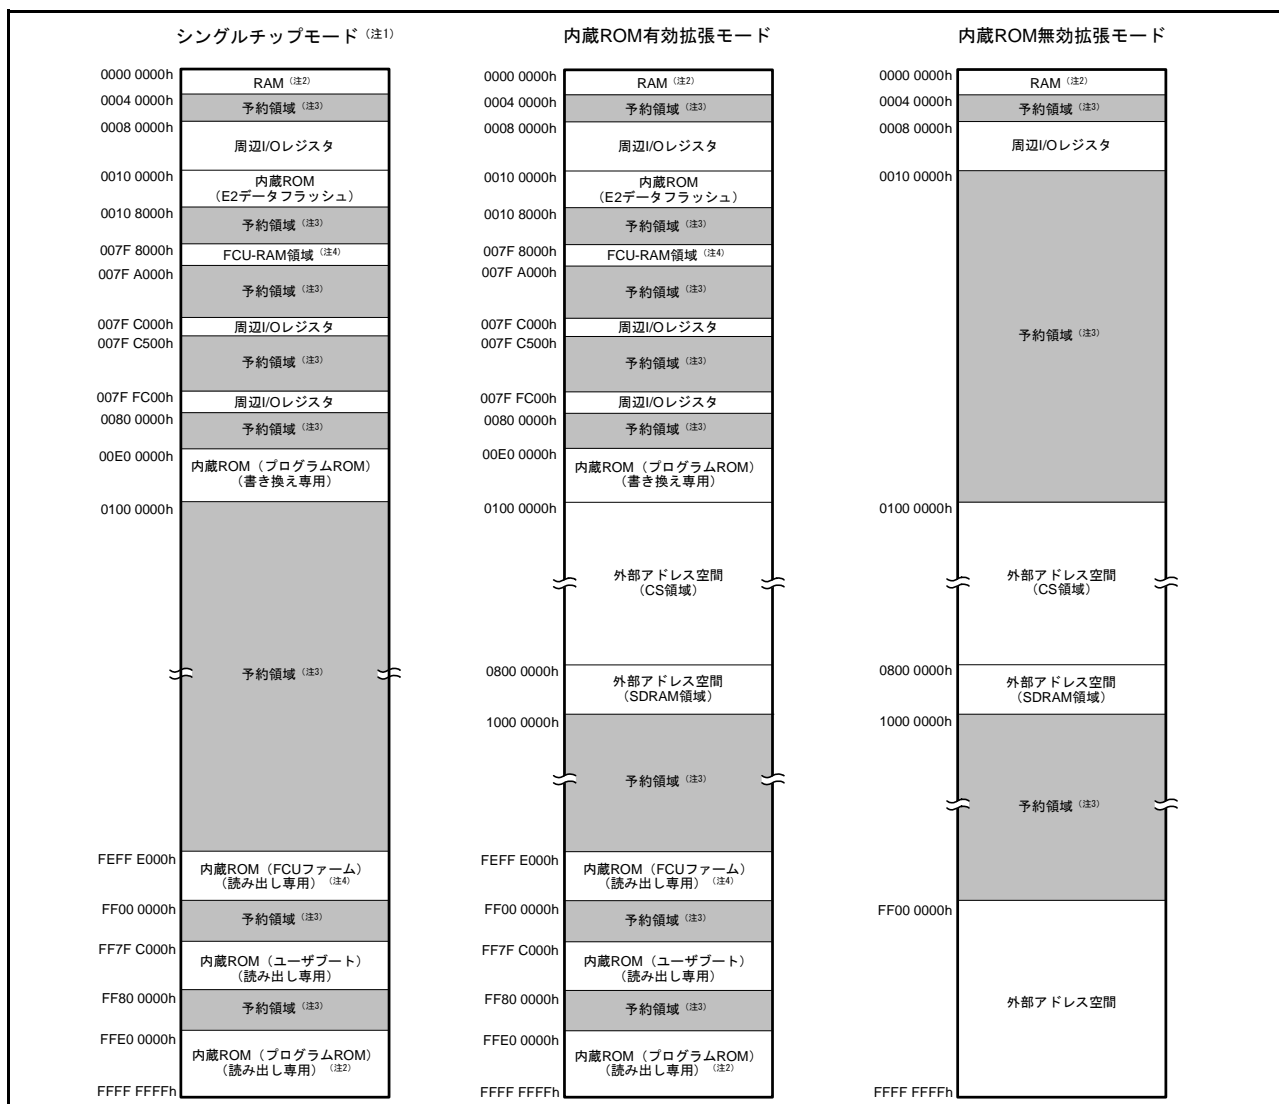 シングルチップモード (注1)
0000 0000h
RAM (注2)
0004 0000h
予約領域 (注3)
0008 0000h
周辺I/Oレジスタ
0010 0000h
内蔵ROM
(E2データフラッシュ)
0010 8000h
予約領域 (注3)
007F 8000h
FCU-RAM領域 (注4)
007F A000h
予約領域 (注3)
007F C000h
周辺I/Oレジスタ
007F C500h
予約領域 (注3)
007F FC00h
周辺I/Oレジスタ
0080 0000h
予約領域 (注3)
00E0 0000h
内蔵ROM(プログラムROM)
(書き換え専用)
0100 0000h
予約領域 (注3)
FEFF E000h
内蔵ROM(FCUファーム)
(読み出し専用) (注4)
FF00 0000h
予約領域 (注3)
FF7F C000h
内蔵ROM(ユーザブート)
(読み出し専用)
FF80 0000h
予約領域 (注3)
FFE0 0000h
内蔵ROM(プログラムROM)
(読み出し専用) (注2)
FFFF FFFFh
内蔵ROM有効拡張モード
0000 0000h
RAM (注2)
0004 0000h
予約領域 (注3)
0008 0000h
周辺I/Oレジスタ
0010 0000h
内蔵ROM
(E2データフラッシュ)
0010 8000h
予約領域 (注3)
007F 8000h
FCU-RAM領域 (注4)
007F A000h
予約領域 (注3)
007F C000h
周辺I/Oレジスタ
007F C500h
予約領域 (注3)
007F FC00h
周辺I/Oレジスタ
0080 0000h
予約領域 (注3)
00E0 0000h
内蔵ROM(プログラムROM)
(書き換え専用)
0100 0000h
外部アドレス空間
(CS領域)
0800 0000h
外部アドレス空間
(SDRAM領域)
1000 0000h
予約領域 (注3)
FEFF E000h
内蔵ROM(FCUファーム)
(読み出し専用) (注4)
FF00 0000h
予約領域 (注3)
FF7F C000h
内蔵ROM(ユーザブート)
(読み出し専用)
FF80 0000h
予約領域 (注3)
FFE0 0000h
内蔵ROM(プログラムROM)
(読み出し専用) (注2)
FFFF FFFFh
内蔵ROM無効拡張モード
0000 0000h
RAM (注2)
0004 0000h
予約領域 (注3)
0008 0000h
周辺I/Oレジスタ
0010 0000h
予約領域 (注3)
0100 0000h
外部アドレス空間
(CS領域)
0800 0000h
外部アドレス空間
(SDRAM領域)
1000 0000h
予約領域 (注3)
FF00 0000h
外部アドレス空間
FFFF FFFFh